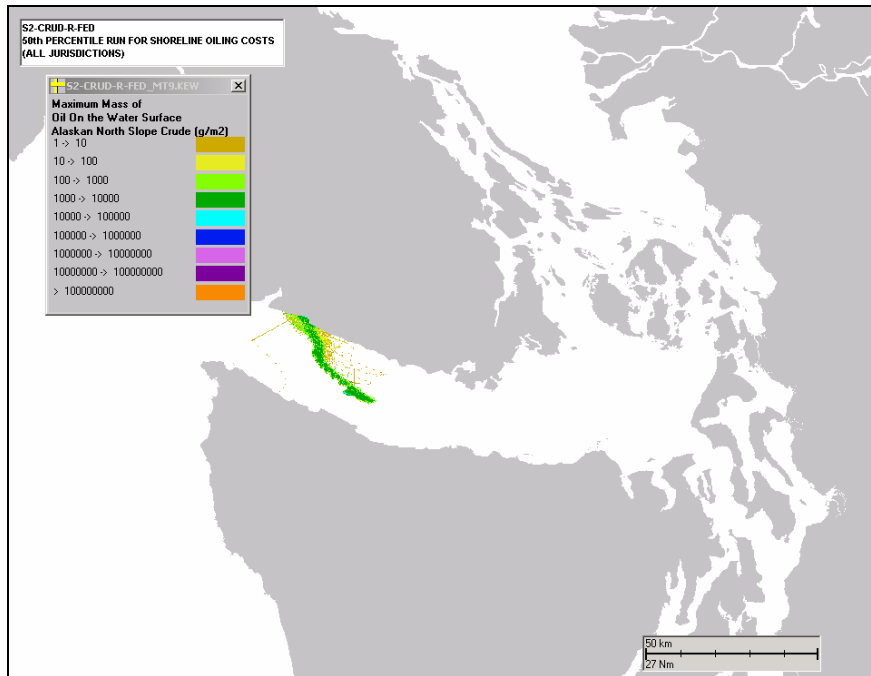 S2-CRUD-R-FED
50th PERCENTILE RUN FOR SHORELINE OILING COSTS
(ALL JURISDICTIONS)
S2-CRUD-R-FED_MT9.KEW
Maximum Mass of
Oil On the Water Surface
Alaskan North Slope Crude (g/m2)
1 -> 10
10 -> 100
100 -> 1000
1000 -> 10000
10000 -> 100000
100000 -> 1000000
1000000 -> 10000000
10000000 -> 100000000
> 100000000
50 km
27 Nm